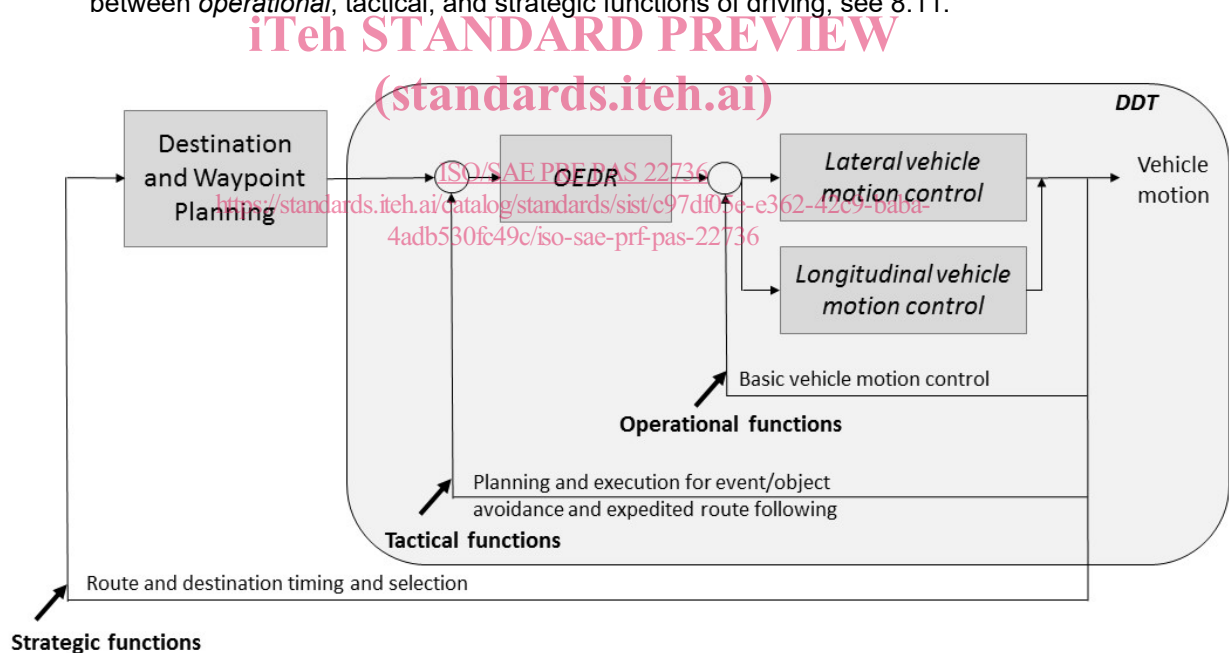 between operational, tactical, and strategic functions of driving, see 8.11.
iTeh STANDARD PREVIEW
(standards.iteh.ai)
DDT
Destination
and Waypoint
Planning
ISO/SAE PRF PAS 22736
OEDR
https://standards.iteh.ai/catalog/standards/sist/c97df05e-e362-42c9-baba-
4adb530fc49c/iso-sae-prf-pas-22736
Lateral vehicle
motion control
Vehicle
motion
Longitudinal vehicle
motion control
Basic vehicle motion control
Operational functions
Planning and execution for event/object
avoidance and expedited route following
Tactical functions
Route and destination timing and selection
Strategic functions